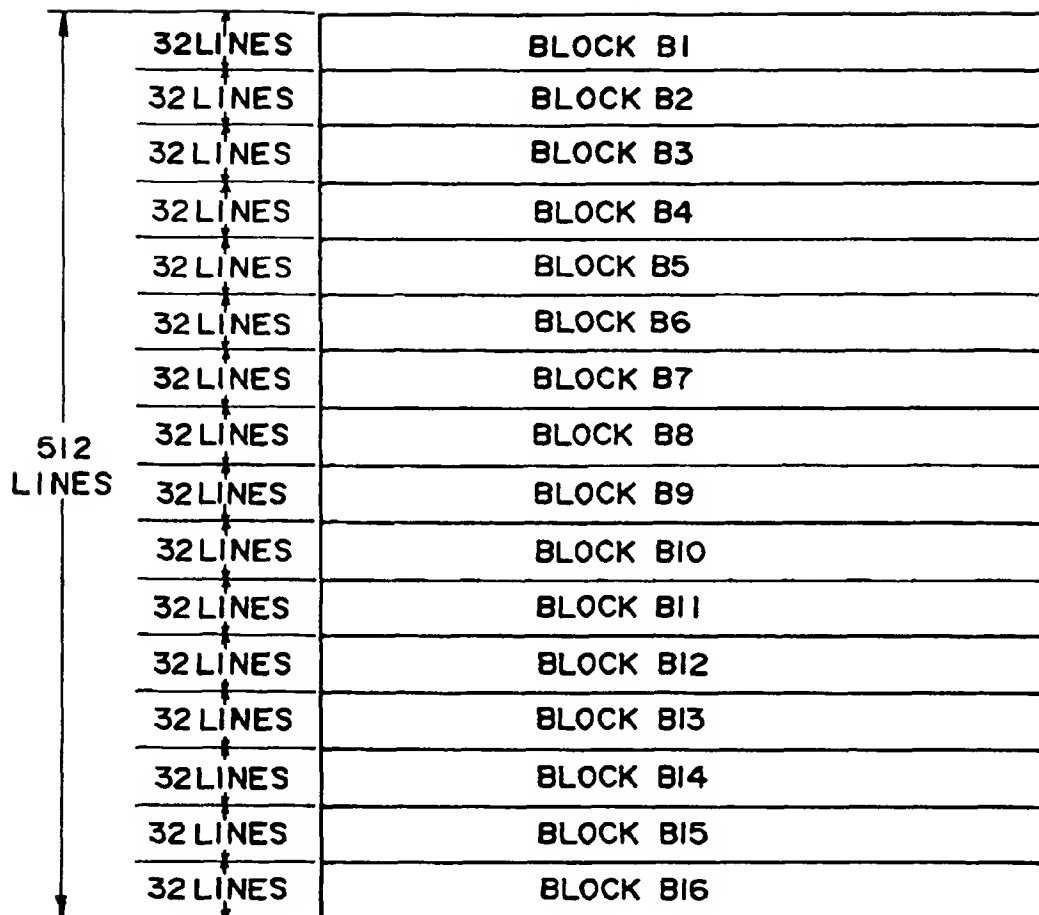 32 LINES BLOCK B1
32 LINES BLOCK B2
32 LINES BLOCK B3
32 LINES BLOCK B4
32 LINES BLOCK B5
32 LINES BLOCK B6
32 LINES BLOCK B7
32 LINES BLOCK B8
512
LINES
32 LINES BLOCK B9
32 LINES BLOCK B10
32 LINES BLOCK B11
32 LINES BLOCK B12
32 LINES BLOCK B13
32 LINES BLOCK B14
32 LINES BLOCK B15
32 LINES BLOCK B16